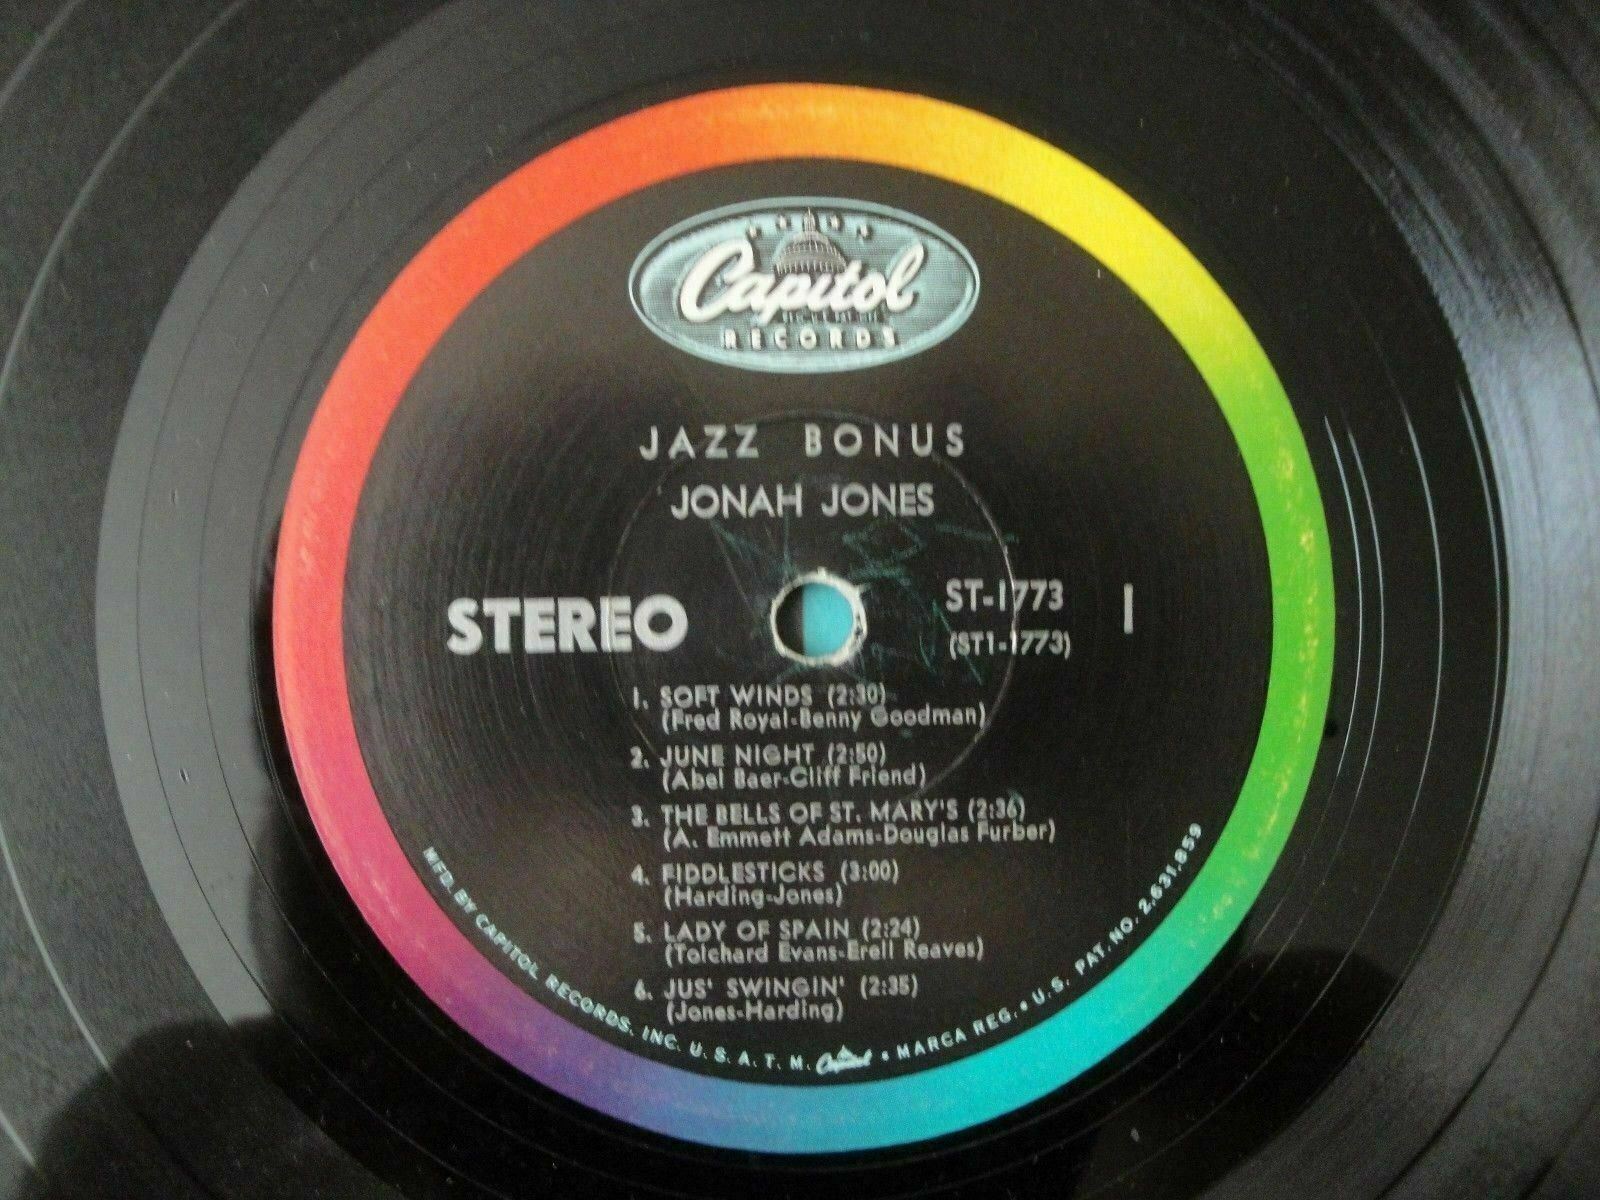 Capitol
RECORDS
JAZZ BONUS
JONAH JONES
STEREO
ST-1773
(ST1-1773)
1
1. SOFT WINDS (2:30)
(Fred Royal-Benny Goodman)
2. JUNE NIGHT (2:50)
(Abel Baer-Cliff Friend)
3. THE BELLS OF ST. MARY'S (2:36)
(A. Emmett Adams-Douglas Furber)
4. FIDDLESTICKS (3:00)
(Harding-Jones)
5. LADY OF SPAIN (2:24)
(Tolchard Evans-Erell Reaves)
6. JUS' SWINGIN' (2:35)
(Jones-Harding)
MFD. BY CAPITOL RECORDS, INC. U. S. A. T. M. Capitol • MARCA REG. • U.S. PAT. NO. 2,631,859